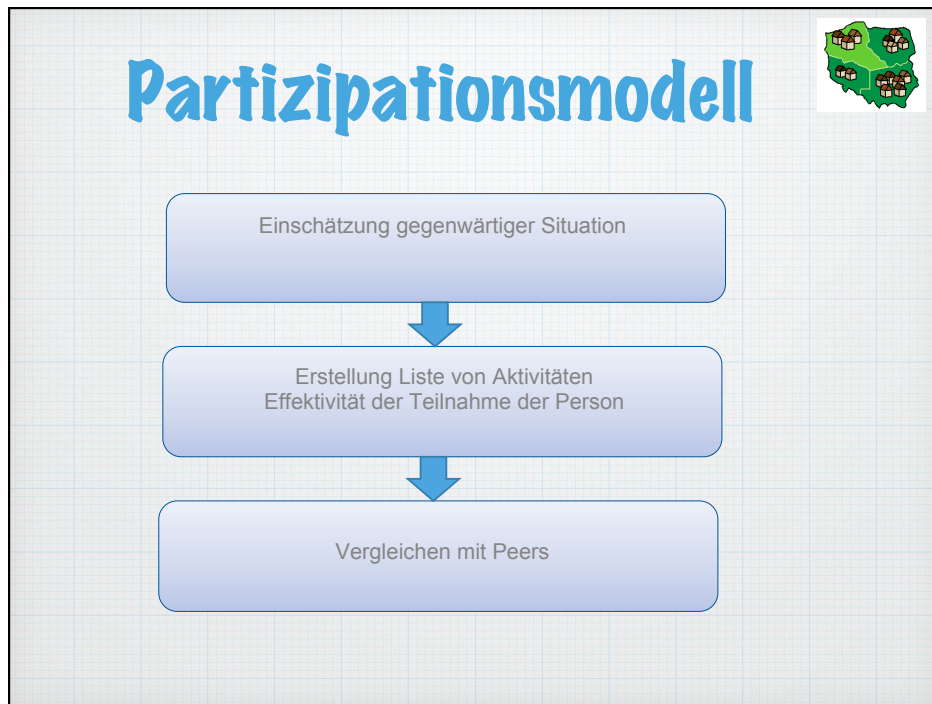 Partizipationsmodell
Einschätzung gegenwärtiger Situation
Erstellung Liste von Aktivitäten
Effektivität der Teilnahme der Person
Vergleichen mit Peers